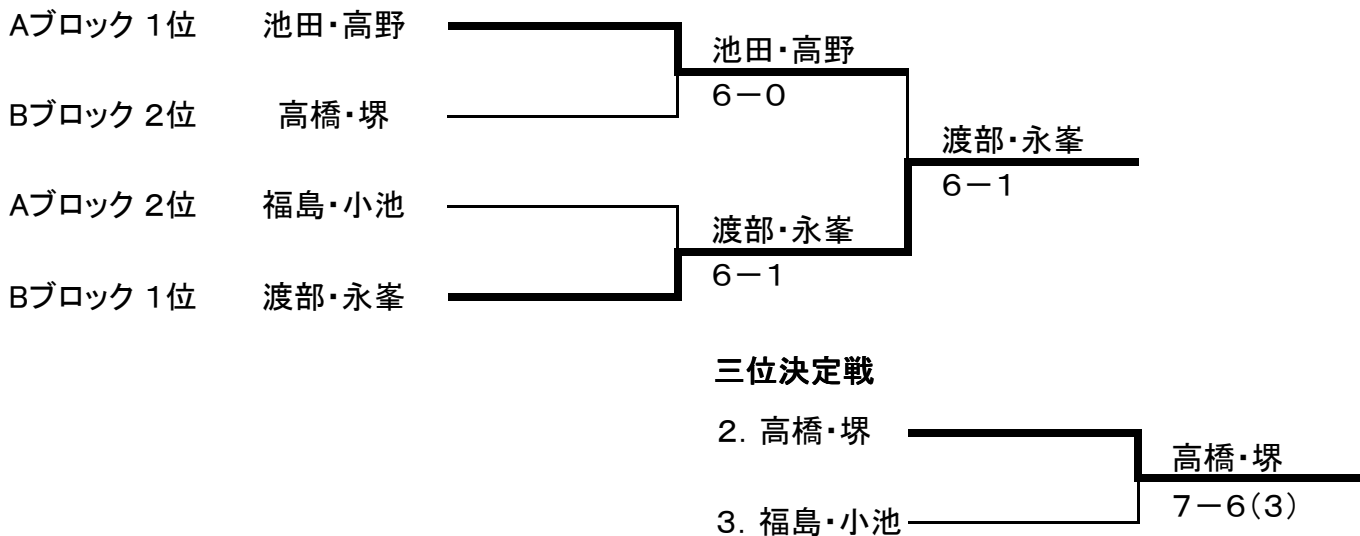 Aブロック 1位 池田・高野
池田・高野
6－0
Bブロック 2位 高橋・堺
渡部・永峯
6－1
Aブロック 2位 福島・小池
渡部・永峯
6－1
Bブロック 1位 渡部・永峯
三位決定戦
2. 高橋・堺
高橋・堺
7－6(3)
3. 福島・小池